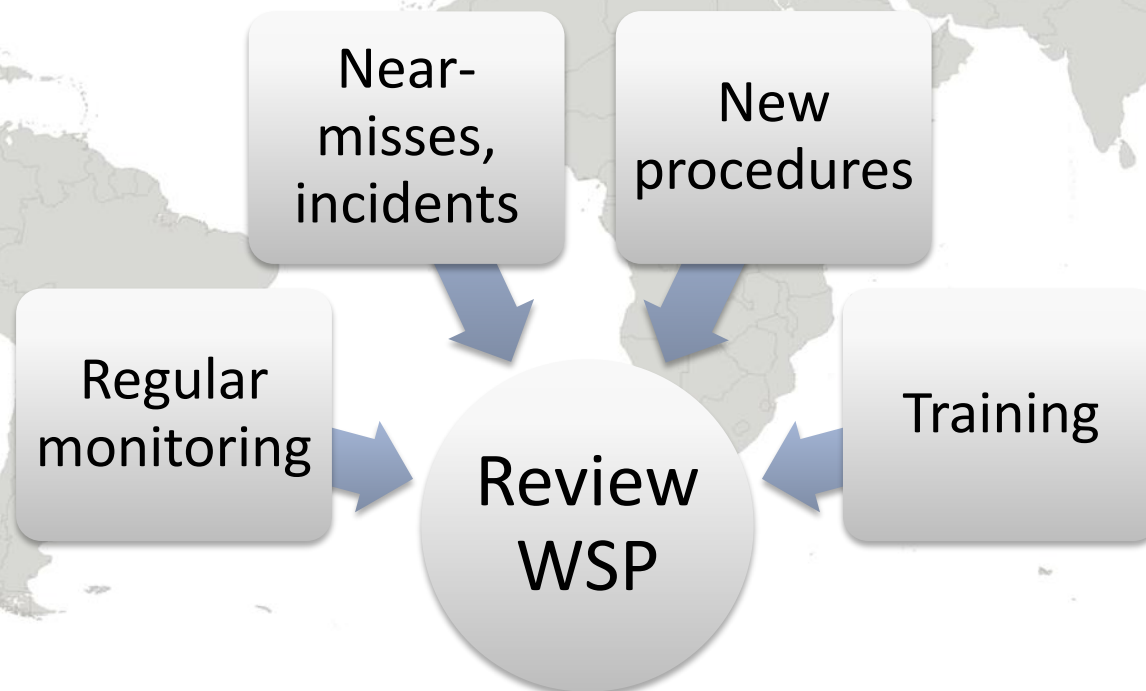 Near-
misses,
incidents
New
procedures
Regular
monitoring
Training
Review
WSP